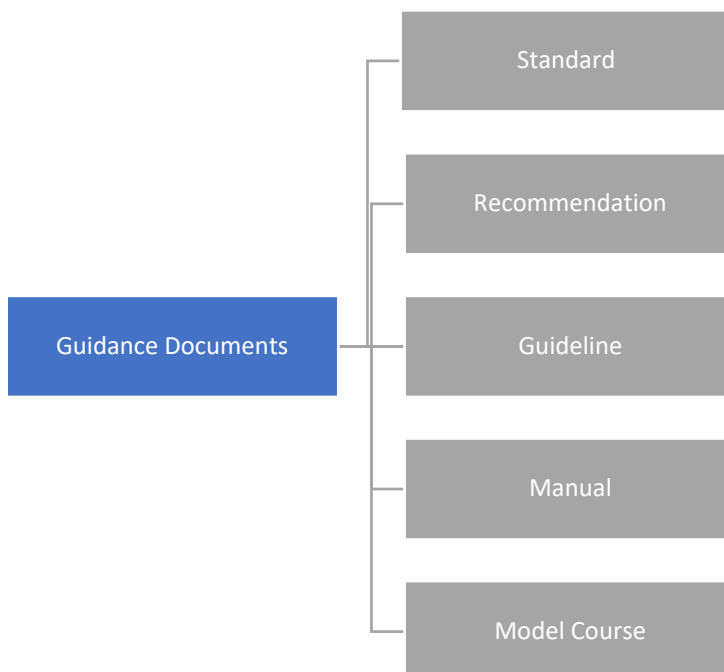 Standard
Recommendation
Guidance Documents
Guideline
Manual
Model Course